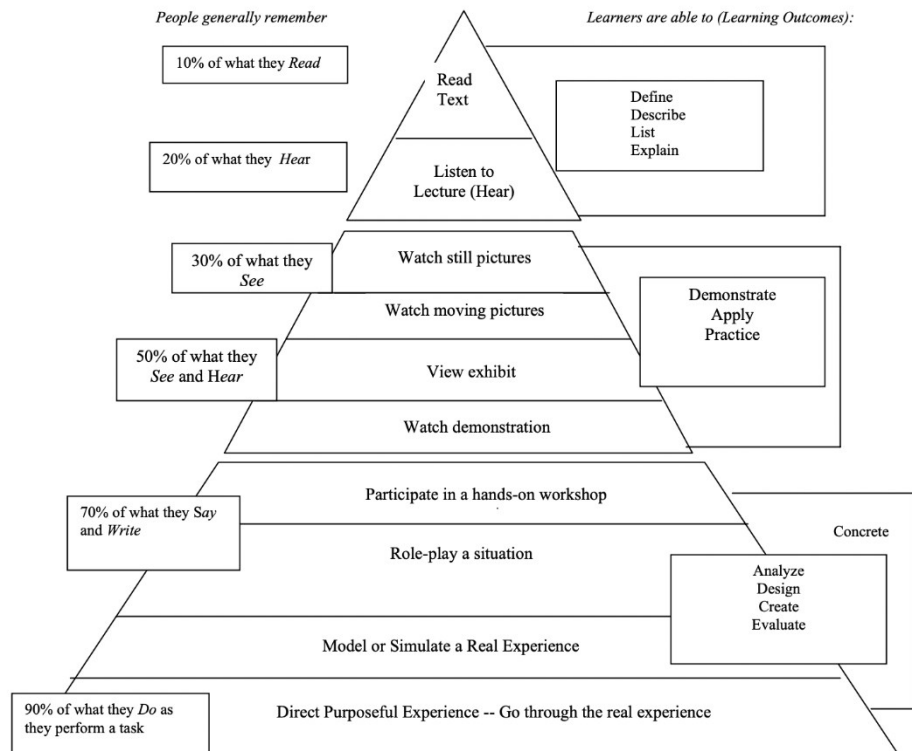 People generally remember
Learners are able to (Learning Outcomes):
10% of what they Read
Read
Text
Define
Describe
List
Explain
20% of what they Hear
Listen to
Lecture (Hear)
30% of what they
See
Watch still pictures
Watch moving pictures
Demonstrate
Apply
Practice
50% of what they
See and Hear
View exhibit
Watch demonstration
70% of what they Say
and Write
Participate in a hands-on workshop
Role-play a situation
Concrete
Analyze
Design
Create
Evaluate
Model or Simulate a Real Experience
90% of what they Do as
they perform a task
Direct Purposeful Experience -- Go through the real experience